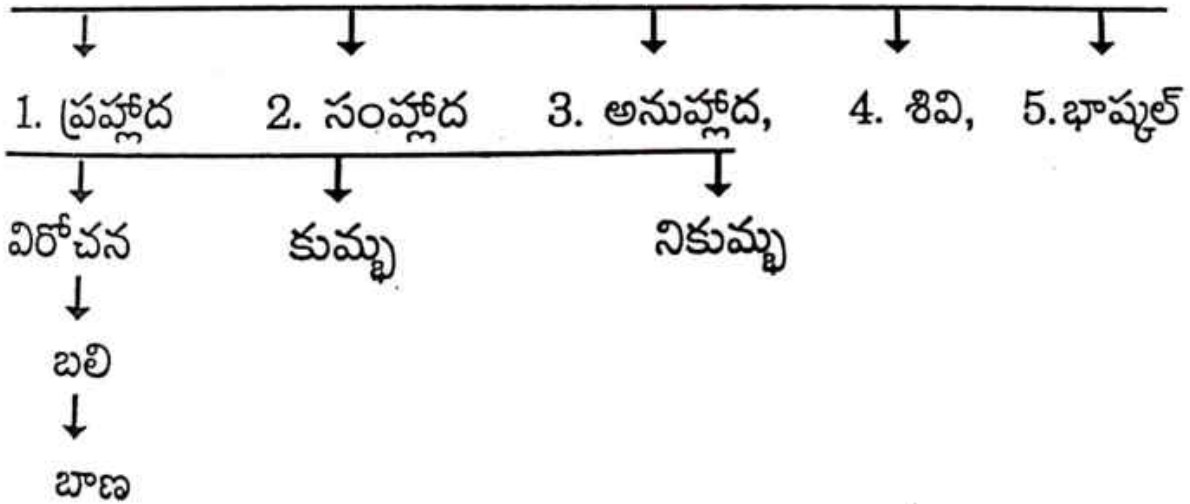 1. ప్రహ్లాద 2. సంహ్లాద 3. అనుహ్లాద, 4. శివి, 5.భాష్కల్
విరోచన కుమ్భ నికుమ్భ
బలి
బాణ